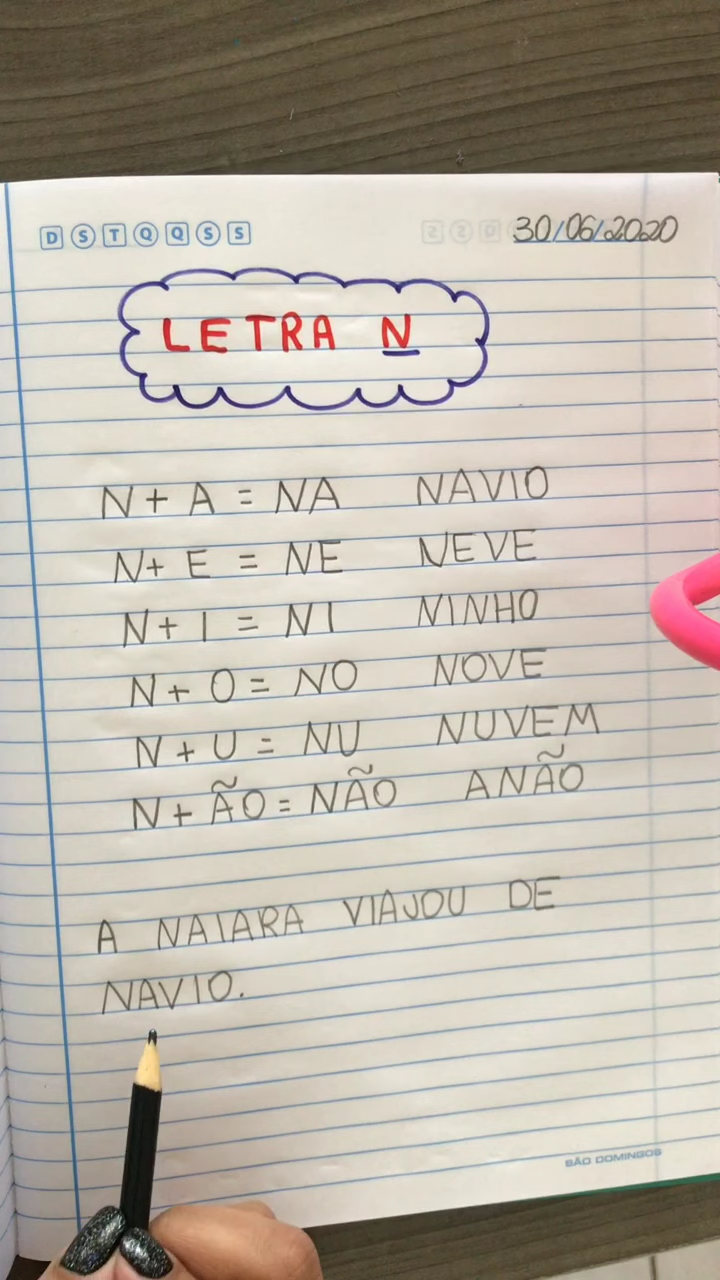 D S T Q Q S S
30/06/2020
LETRA N
N + A = NA NAVIO
N + E = NE NEVE
N + I = NI NINHO
N + O = NO NOVE
N + U = NU NUVEM
N + ÃO = NÃO ANÃO
A NAIARA VIAJOU DE
NAVIO.
SÃO DOMINGOS